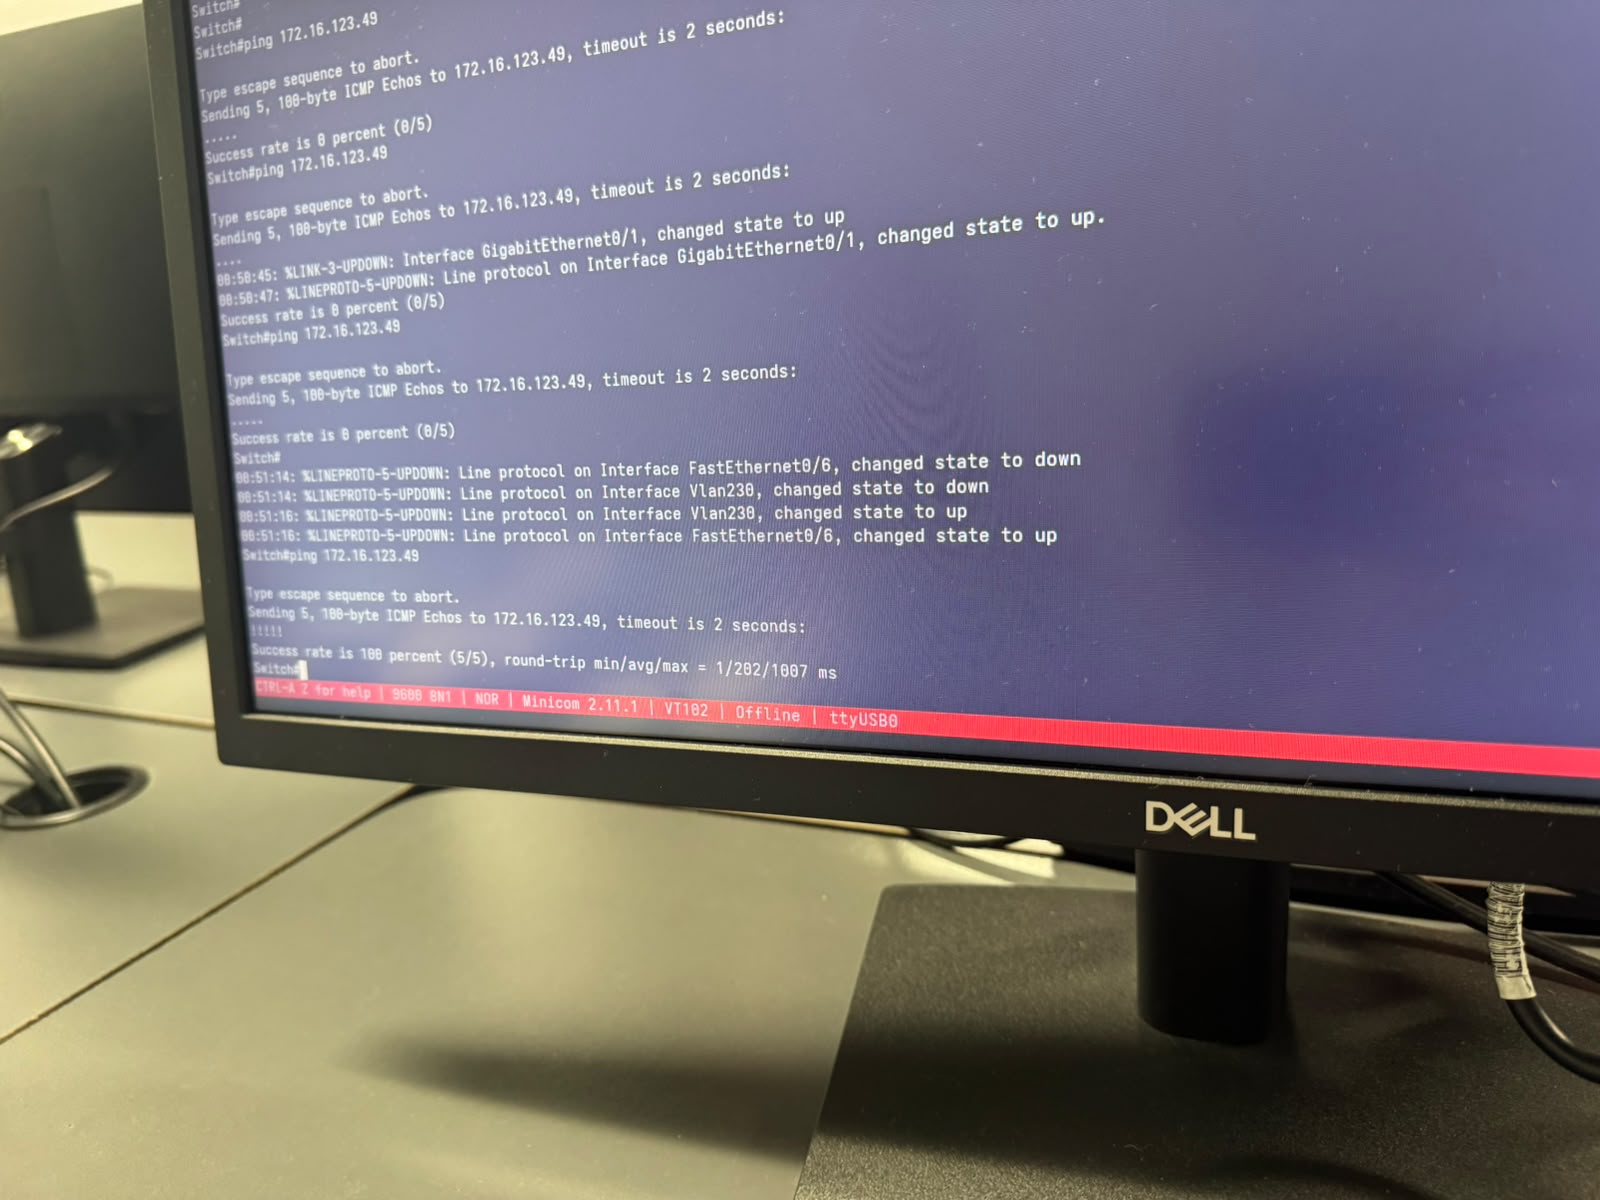 Switch#
Switch#
Switch#ping 172.16.123.49
Type escape sequence to abort.
Sending 5, 100-byte ICMP Echos to 172.16.123.49, timeout is 2 seconds:
.....
Success rate is 0 percent (0/5)
Switch#ping 172.16.123.49
Type escape sequence to abort.
Sending 5, 100-byte ICMP Echos to 172.16.123.49, timeout is 2 seconds:
....
00:50:45: %LINK-3-UPDOWN: Interface GigabitEthernet0/1, changed state to up
00:50:47: %LINEPROTO-5-UPDOWN: Line protocol on Interface GigabitEthernet0/1, changed state to up.
Success rate is 0 percent (0/5)
Switch#ping 172.16.123.49
Type escape sequence to abort.
Sending 5, 100-byte ICMP Echos to 172.16.123.49, timeout is 2 seconds:
.....
Success rate is 0 percent (0/5)
Switch#
00:51:14: %LINEPROTO-5-UPDOWN: Line protocol on Interface FastEthernet0/6, changed state to down
00:51:14: %LINEPROTO-5-UPDOWN: Line protocol on Interface Vlan230, changed state to down
00:51:16: %LINEPROTO-5-UPDOWN: Line protocol on Interface Vlan230, changed state to up
00:51:16: %LINEPROTO-5-UPDOWN: Line protocol on Interface FastEthernet0/6, changed state to up
Switch#ping 172.16.123.49
Type escape sequence to abort.
Sending 5, 100-byte ICMP Echos to 172.16.123.49, timeout is 2 seconds:
!!!!!
Success rate is 100 percent (5/5), round-trip min/avg/max = 1/202/1007 ms
Switch#
CTRL-A Z for help | 9600 8N1 | NOR | Minicom 2.11.1 | VT102 | Offline | ttyUSB0
DELL